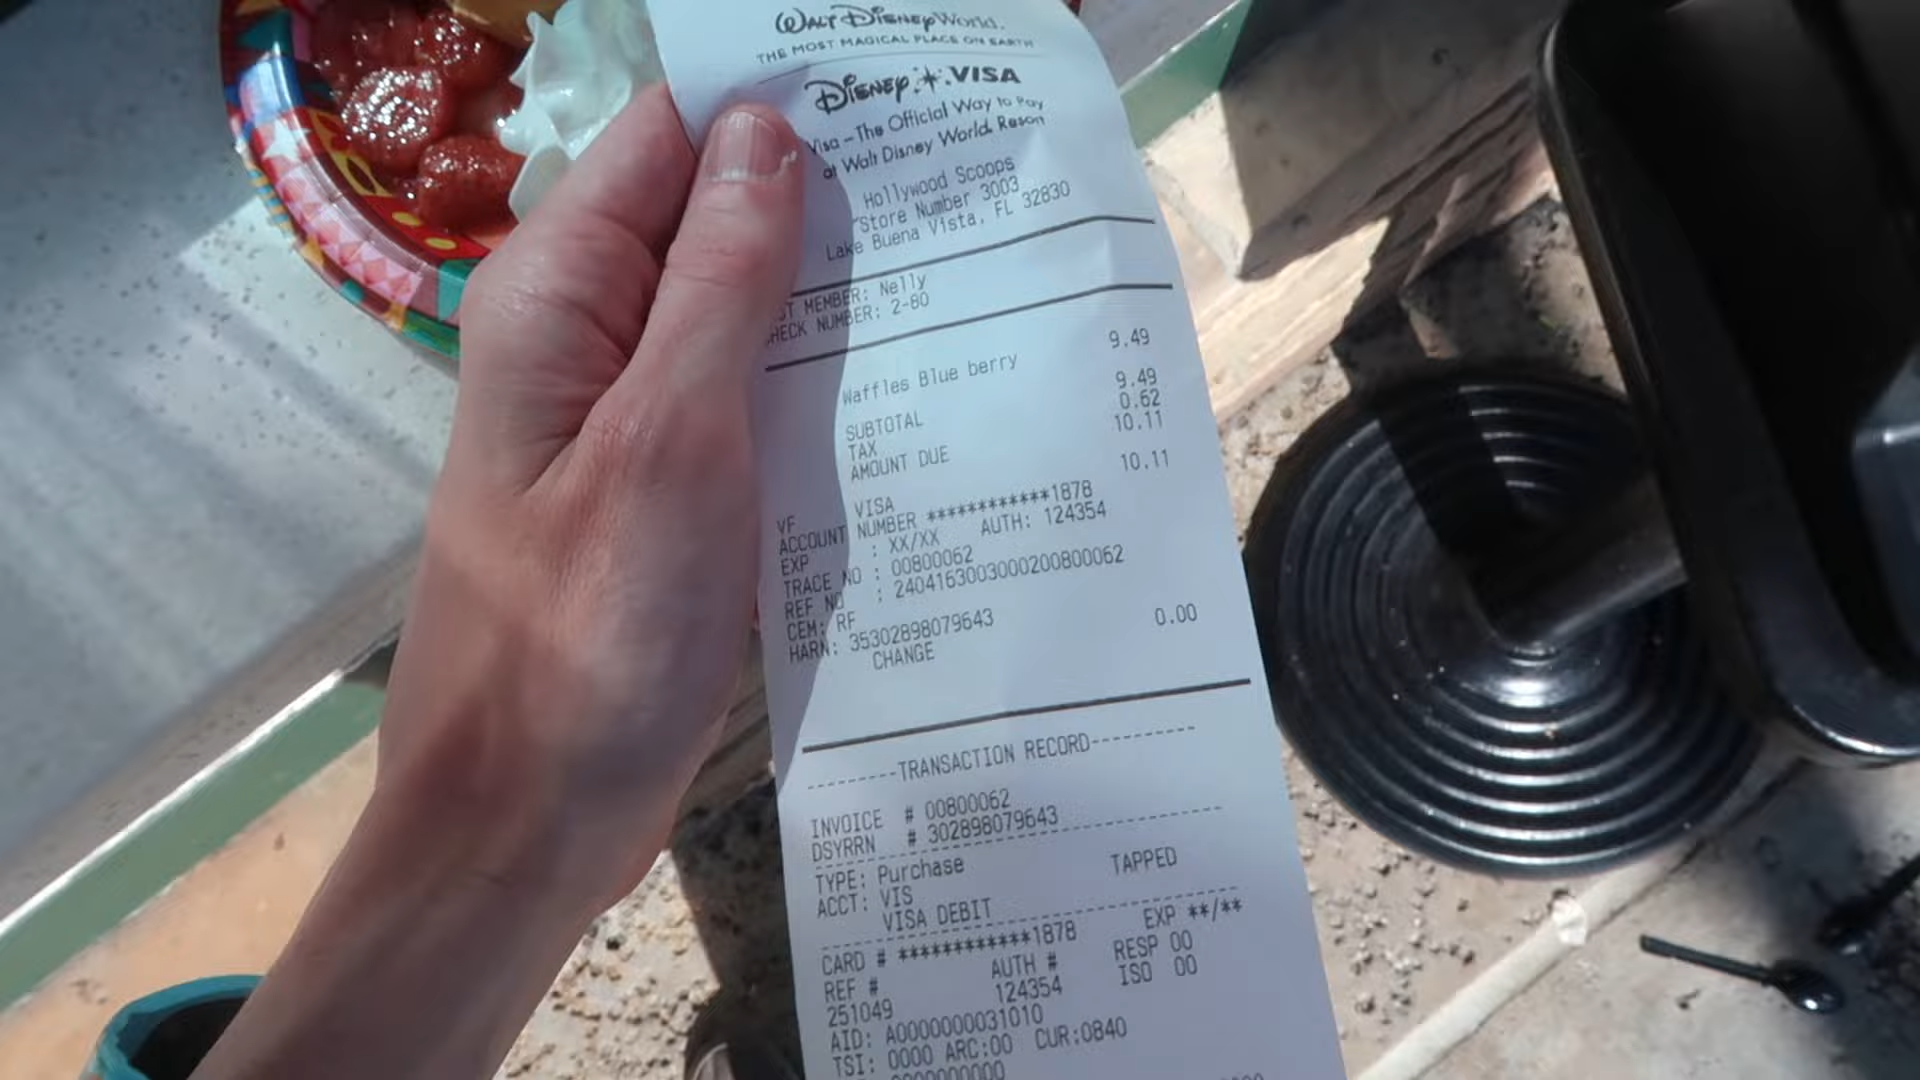 WALT DISNEY WORLD.
THE MOST MAGICAL PLACE ON EARTH
DISNEY VISA
Visa - The Official Way to Pay
at Walt Disney World Resort
Hollywood Scoops
Store Number 3003
Lake Buena Vista, FL 32830
MEMBER: Nelly
HECK NUMBER: 2-80
Waffles Blue berry 9.49
SUBTOTAL 9.49
TAX 0.62
AMOUNT DUE 10.11
VF VISA 10.11
ACCOUNT NUMBER ************1878
EXP : XX/XX AUTH: 124354
TRACE NO : 00800062
REF NO : 2404163003000200800062
CEM: RF
HARN: 35302898079643
CHANGE 0.00
---------TRANSACTION RECORD----------
INVOICE # 00800062
DSYRRN # 302898079643
TYPE: Purchase TAPPED
ACCT: VIS
VISA DEBIT
CARD # ************1878 EXP **/**
REF # AUTH # RESP 00
251049 124354 ISO 00
AID: A0000000031010
TSI: 0000 ARC:00 CUR:0840